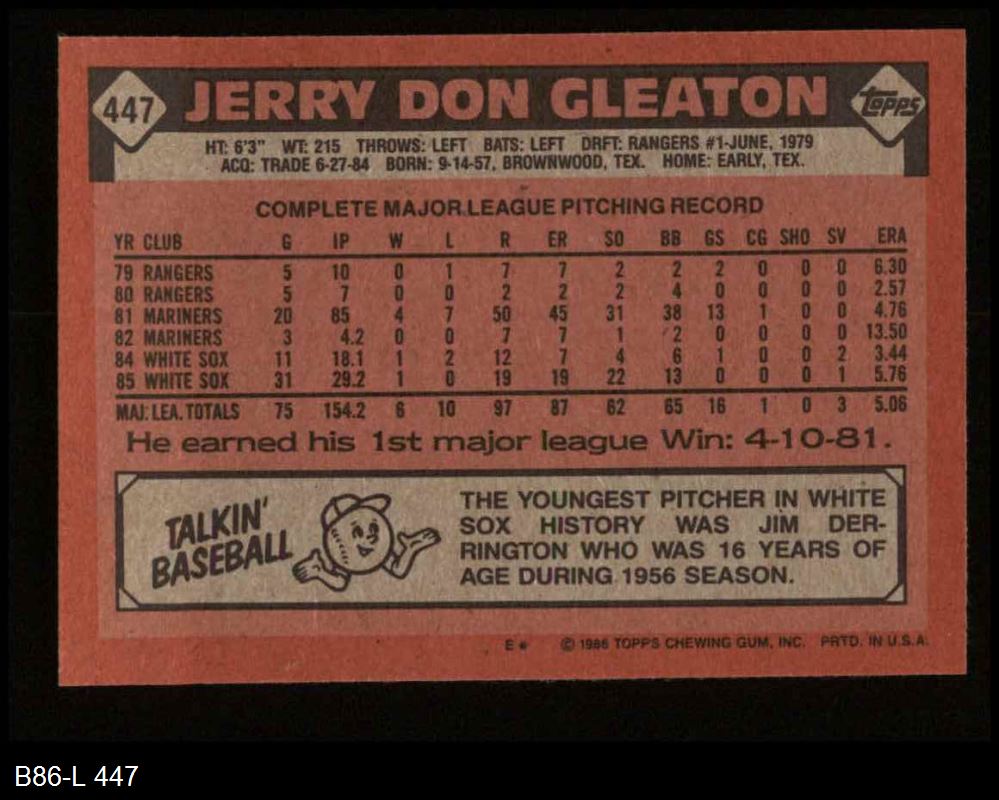 447 JERRY DON GLEATON Topps
HT: 6'3" WT: 215 THROWS: LEFT BATS: LEFT DRFT: RANGERS #1-JUNE, 1979
ACQ: TRADE 6-27-84 BORN: 9-14-57, BROWNWOOD, TEX. HOME: EARLY, TEX.
COMPLETE MAJOR LEAGUE PITCHING RECORD
YR CLUB G IP W L R ER SO BB GS CG SHO SV ERA
79 RANGERS 5 10 0 1 7 7 2 2 2 0 0 0 6.30
80 RANGERS 5 7 0 0 2 2 2 4 0 0 0 0 2.57
81 MARINERS 20 85 4 7 50 45 31 38 13 1 0 0 4.76
82 MARINERS 3 4.2 0 0 7 7 1 2 0 0 0 0 13.50
84 WHITE SOX 11 18.1 1 2 12 7 4 6 1 0 0 2 3.44
85 WHITE SOX 31 29.2 1 0 19 19 22 13 0 0 0 1 5.76
MAJ. LEA. TOTALS 75 154.2 6 10 97 87 62 65 16 1 0 3 5.06
He earned his 1st major league Win: 4-10-81.
TALKIN'
BASEBALL
THE YOUNGEST PITCHER IN WHITE
SOX HISTORY WAS JIM DER-
RINGTON WHO WAS 16 YEARS OF
AGE DURING 1956 SEASON.
E* © 1986 TOPPS CHEWING GUM, INC. PRTD. IN U.S.A.
B86-L 447